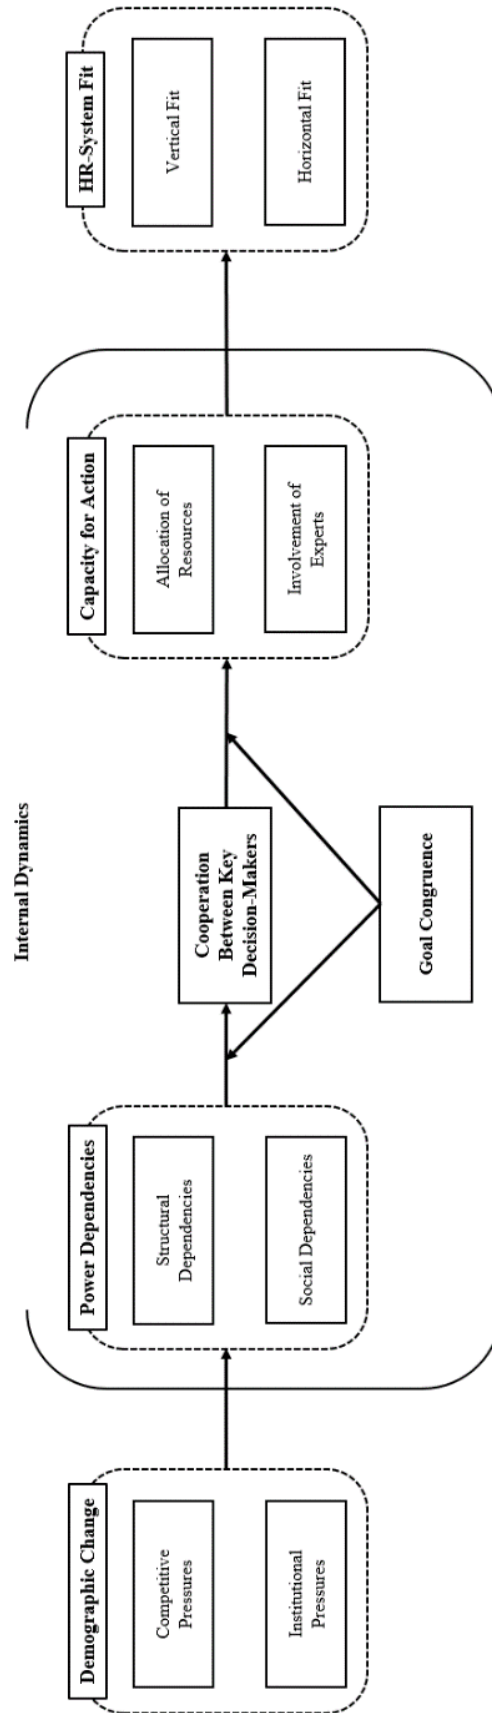 Internal Dynamics
Demographic Change
Competitive
Pressures
Institutional
Pressures
Power Dependencies
Structural
Dependencies
Social Dependencies
Cooperation
Between Key
Decision-Makers
Goal Congruence
Capacity for Action
Allocation of
Resources
Involvement of
Experts
HR-System Fit
Vertical Fit
Horizontal Fit